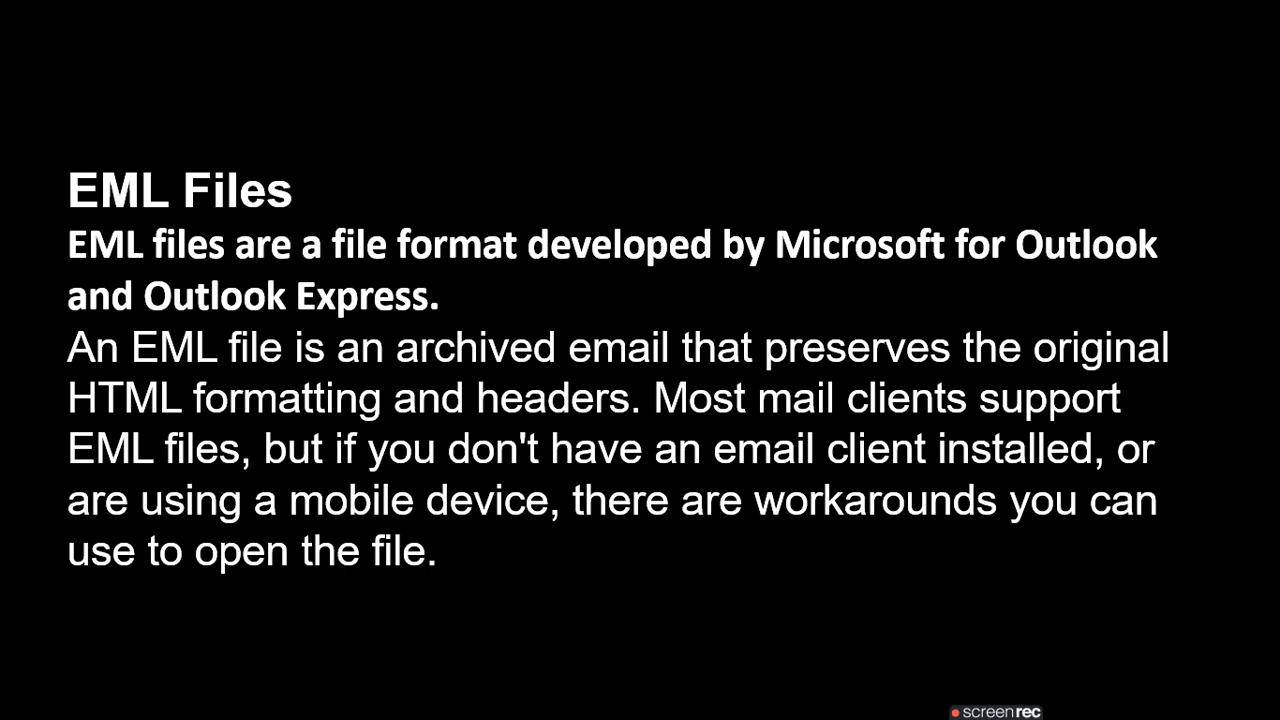 EML Files
EML files are a file format developed by Microsoft for Outlook
and Outlook Express.
An EML file is an archived email that preserves the original
HTML formatting and headers. Most mail clients support
EML files, but if you don't have an email client installed, or
are using a mobile device, there are workarounds you can
use to open the file.
screenrec